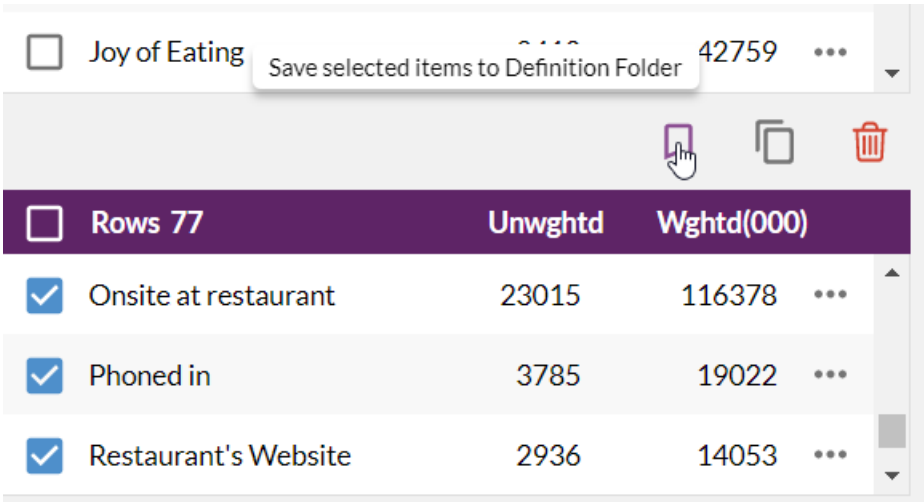 Joy of Eating 42759
Save selected items to Definition Folder
Rows 77 Unwghtd Wghtd(000)
Onsite at restaurant 23015 116378
Phoned in 3785 19022
Restaurant's Website 2936 14053